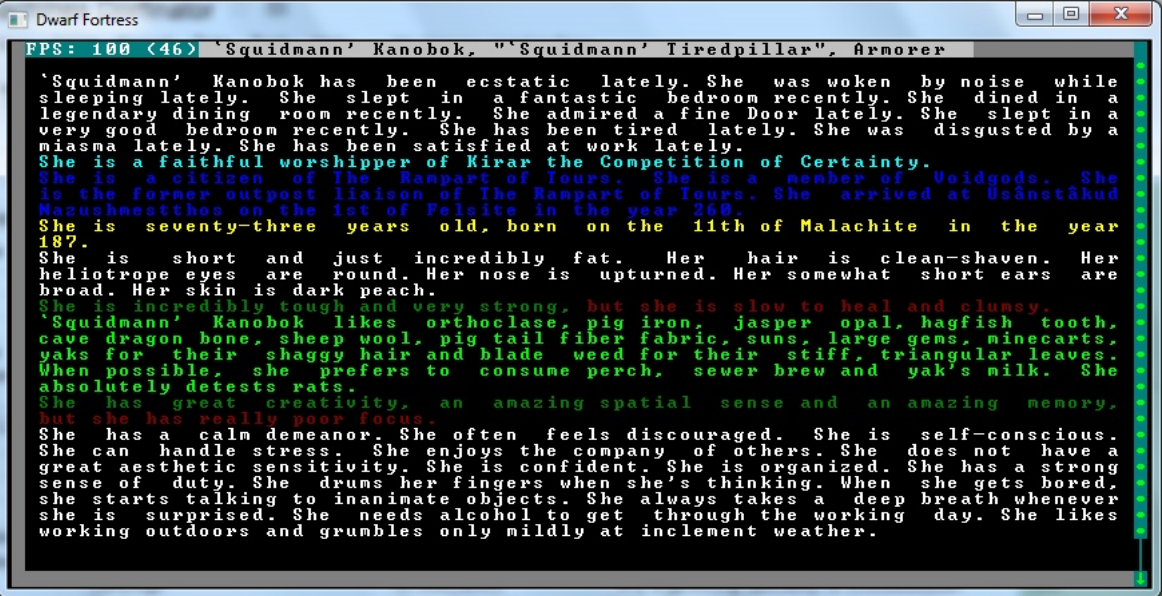 Dwarf Fortress
FPS: 100 (46) `Squidmann' Kanobok, "`Squidmann' Tiredpillar", Armorer
`Squidmann' Kanobok has been ecstatic lately. She was woken by noise while
sleeping lately. She slept in a fantastic bedroom recently. She dined in a
legendary dining room recently. She admired a fine Door lately. She slept in a
very good bedroom recently. She has been tired lately. She was disgusted by a
miasma lately. She has been satisfied at work lately.
She is a faithful worshipper of Kirar the Competition of Certainty.
She is a citizen of The Rampart of Tours. She is a member of Voidgods. She
is the former outpost liaison of The Rampart of Tours. She arrived at Usânstâkud
Nazushmestthos on the 1st of Felsite in the year 260.
She is seventy-three years old, born on the 11th of Malachite in the year
187.
She is short and just incredibly fat. Her hair is clean-shaven. Her
heliotrope eyes are round. Her nose is upturned. Her somewhat short ears are
broad. Her skin is dark peach.
She is incredibly tough and very strong, but she is slow to heal and clumsy.
`Squidmann' Kanobok likes orthoclase, pig iron, jasper opal, hagfish tooth,
cave dragon bone, sheep wool, pig tail fiber fabric, suns, large gems, minecarts,
yaks for their shaggy hair and blade weed for their stiff, triangular leaves.
When possible, she prefers to consume perch, sewer brew and yak's milk. She
absolutely detests rats.
She has great creativity, an amazing spatial sense and an amazing memory,
but she has really poor focus.
She has a calm demeanor. She often feels discouraged. She is self-conscious.
She can handle stress. She enjoys the company of others. She does not have a
great aesthetic sensitivity. She is confident. She is organized. She has a strong
sense of duty. She drums her fingers when she's thinking. When she gets bored,
she starts talking to inanimate objects. She always takes a deep breath whenever
she is surprised. She needs alcohol to get through the working day. She likes
working outdoors and grumbles only mildly at inclement weather.